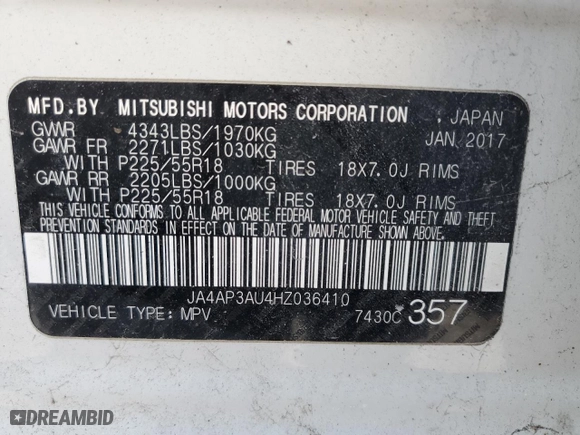 MFD.BY MITSUBISHI MOTORS CORPORATION JAPAN
GVWR 4343LBS/1970KG JAN.2017
GAWR FR 2271LBS/1030KG
WITH P225/55R18 TIRES 18X7.0J RIMS
GAWR RR 2205LBS/1000KG
WITH P225/55R18 TIRES 18X7.0J RIMS
THIS VEHICLE CONFORMS TO ALL APPLICABLE FEDERAL MOTOR VEHICLE SAFETY AND THEFT
PREVENTION STANDARDS IN EFFECT ON THE DATE OF MANUFACTURE SHOWN ABOVE.
JA4AP3AU4HZ036410
VEHICLE TYPE: MPV 7430C 357
DREAMBID